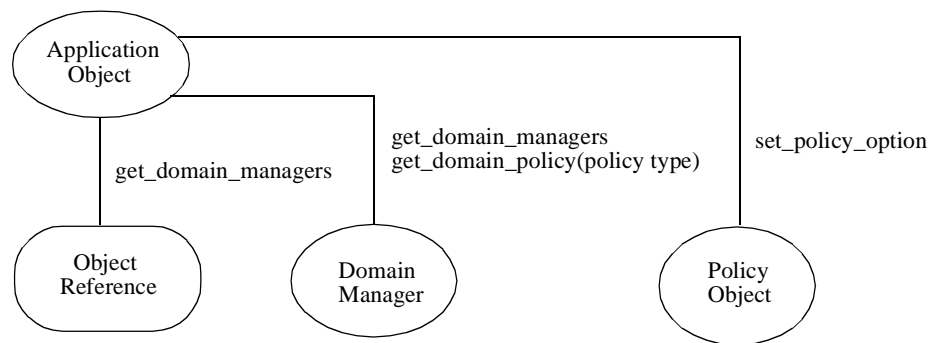 Application
Object
get_domain_managers
get_domain_managers
get_domain_policy(policy type)
set_policy_option
Object
Reference
Domain
Manager
Policy
Object